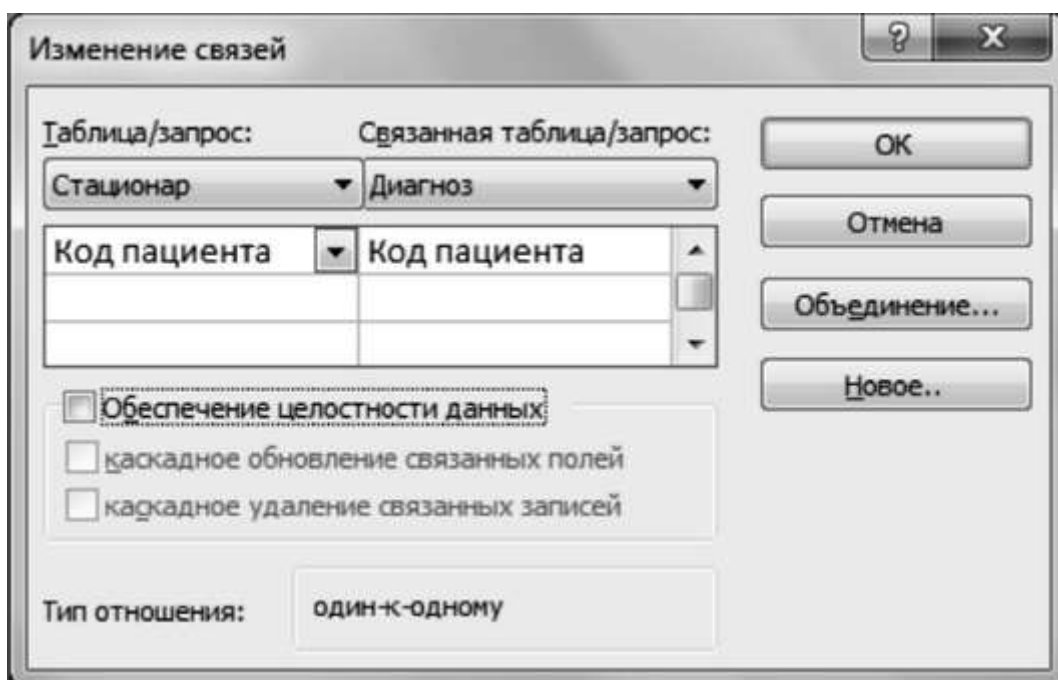 Изменение связей
Таблица/запрос: Связанная таблица/запрос:
Стационар Диагноз
Код пациента Код пациента
Обеспечение целостности данных
каскадное обновление связанных полей
каскадное удаление связанных записей
Тип отношения: один-к-одному
ОК
Отмена
Объединение...
Новое..